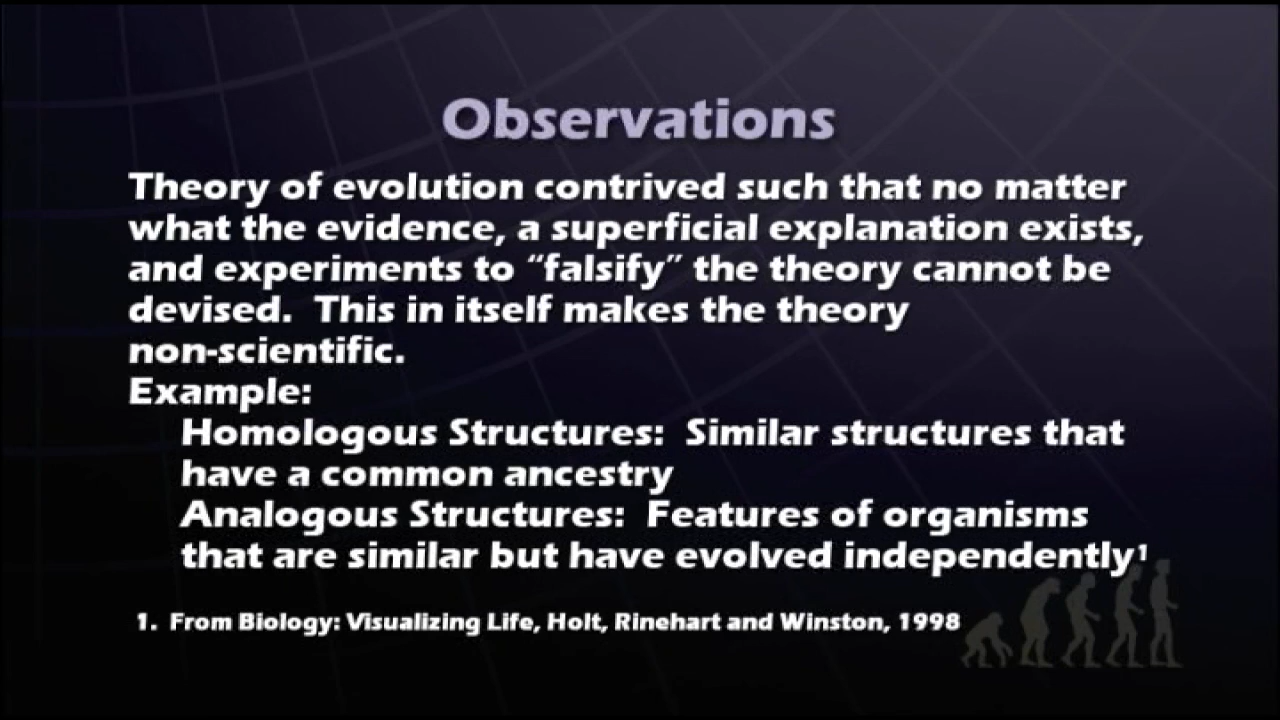 Observations
Theory of evolution contrived such that no matter
what the evidence, a superficial explanation exists,
and experiments to “falsify” the theory cannot be
devised.  This in itself makes the theory
non-scientific.
Example:
Homologous Structures:  Similar structures that
have a common ancestry
Analogous Structures:  Features of organisms
that are similar but have evolved independently¹
1.  From Biology: Visualizing Life, Holt, Rinehart and Winston, 1998